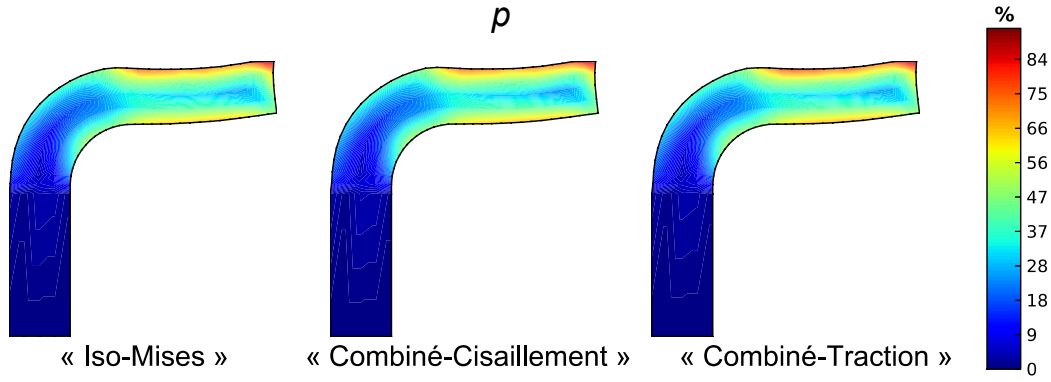 p
%
84
75
66
56
47
37
28
18
9
0
« Iso-Mises »
« Combiné-Cisaillement »
« Combiné-Traction »